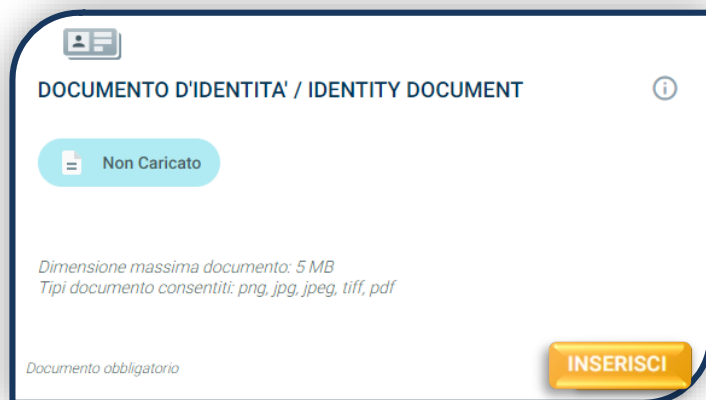 DOCUMENTO D'IDENTITA' / IDENTITY DOCUMENT
Non Caricato
Dimensione massima documento: 5 MB
Tipi documento consentiti: png, jpg, jpeg, tiff, pdf
Documento obbligatorio
INSERISCI